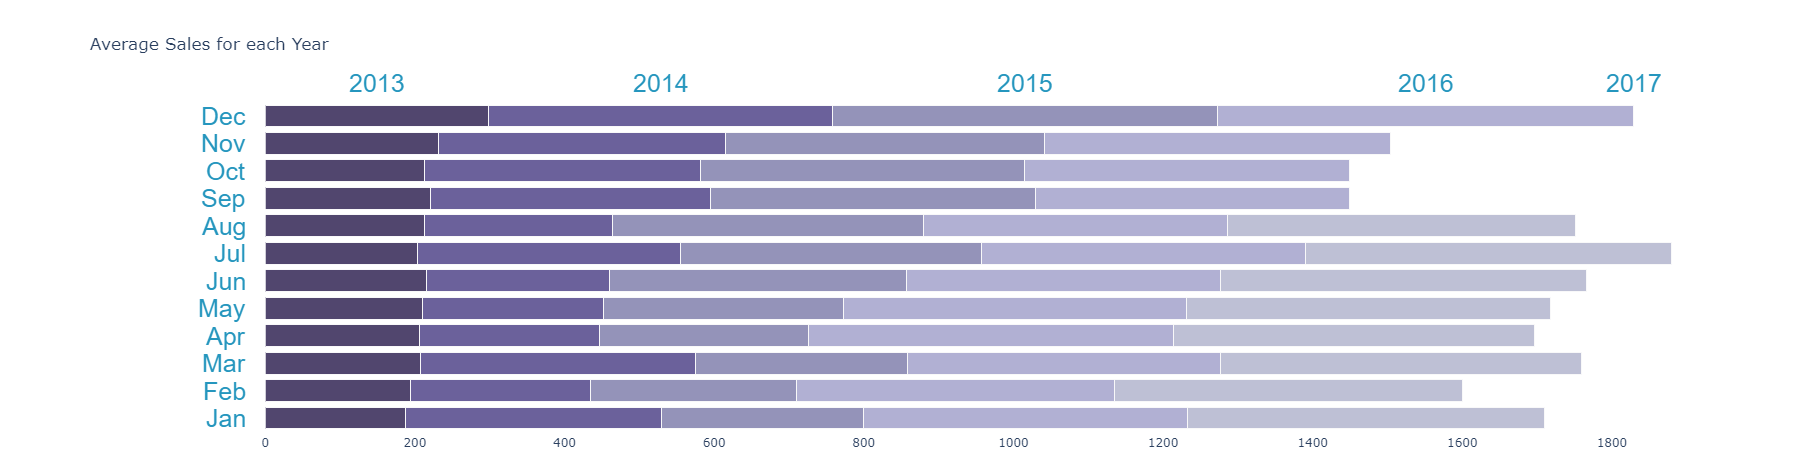 Average Sales for each Year
2013 2014 2015 2016 2017
Dec
Nov
Oct
Sep
Aug
Jul
Jun
May
Apr
Mar
Feb
Jan
0 200 400 600 800 1000 1200 1400 1600 1800